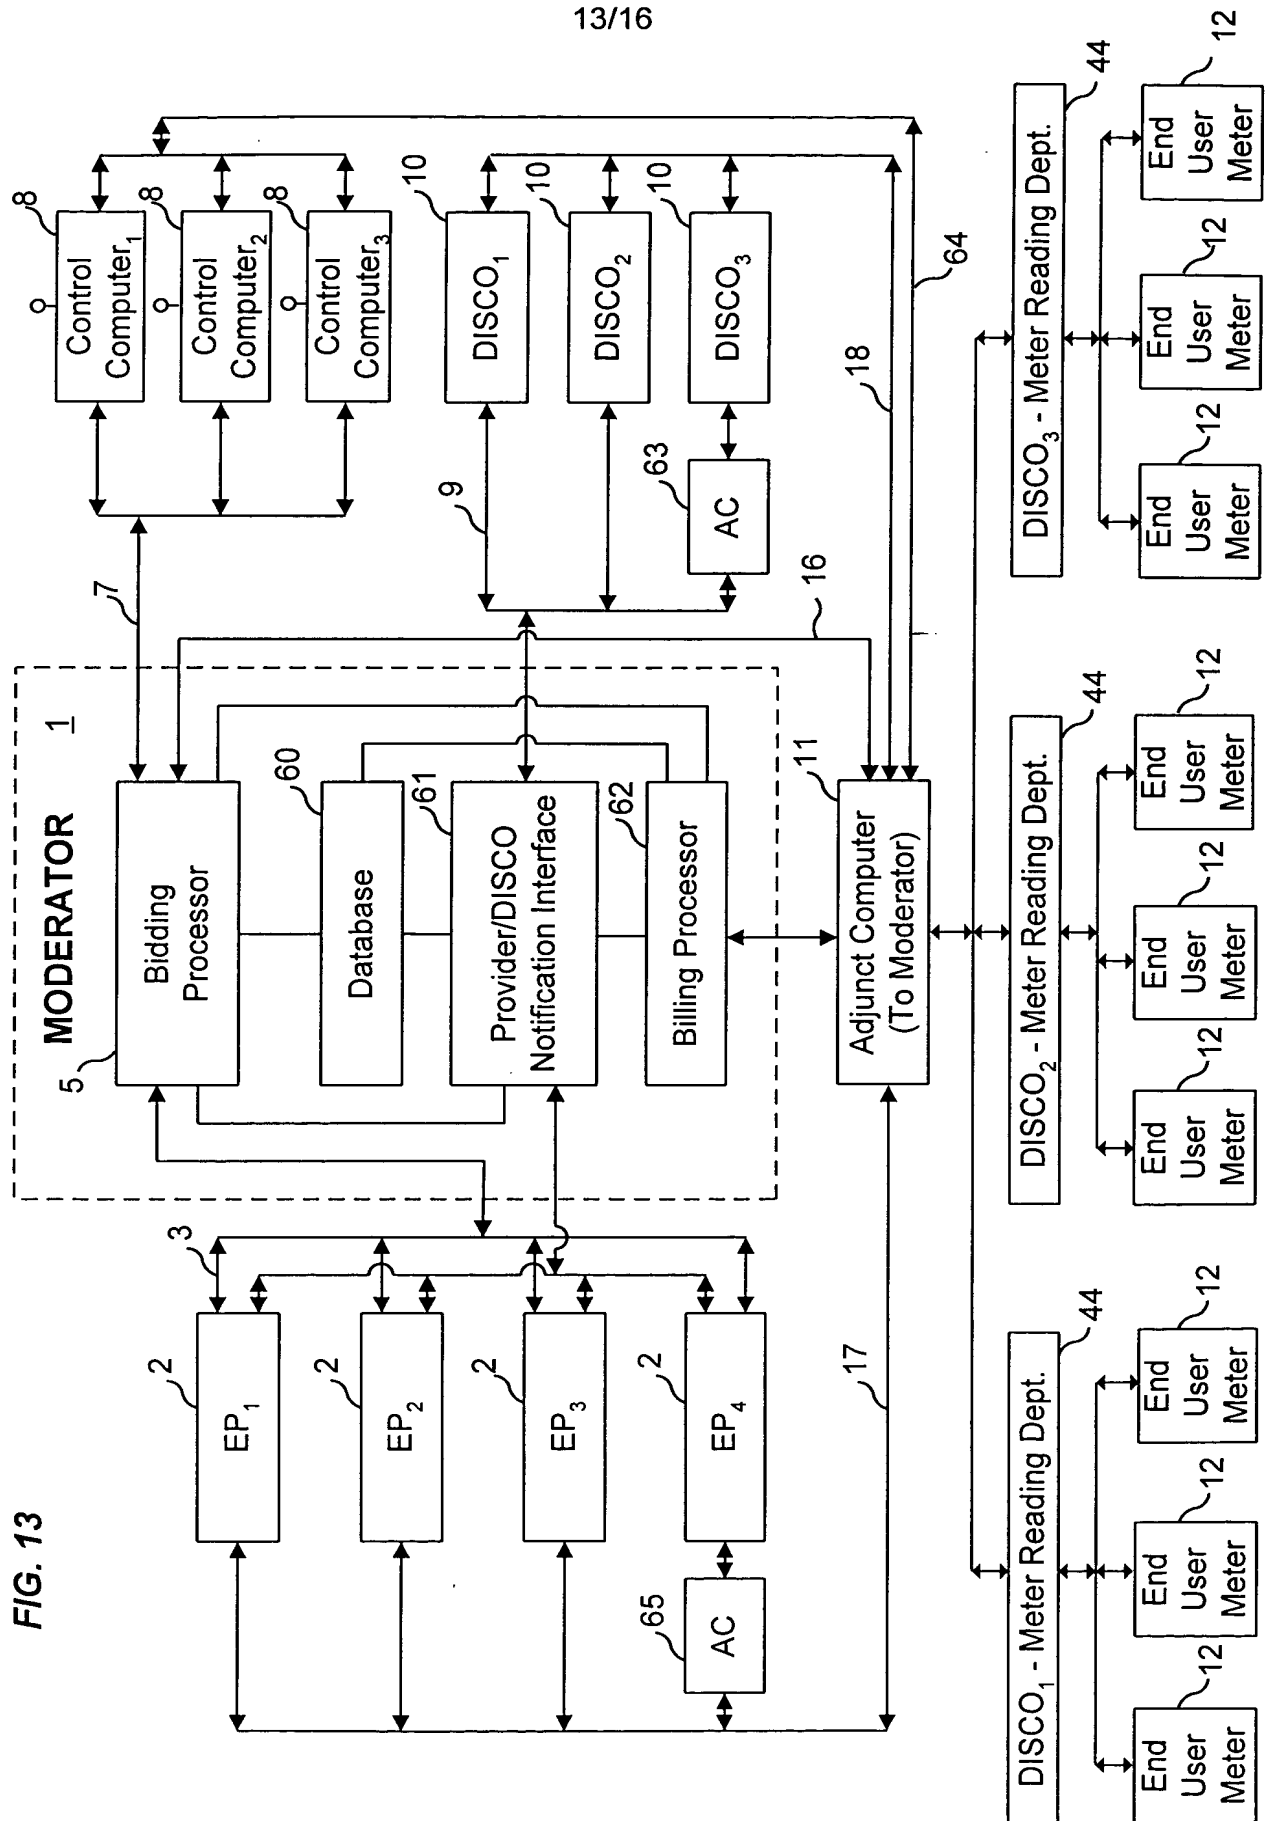 13/16
FIG. 13
MODERATOR
1
5
Bidding
Processor
60
Database
61
Provider/DISCO
Notification Interface
62
Billing Processor
3
2
EP1
2
EP2
2
EP3
2
EP4
65
AC
17
7
8
Control
Computer1
8
Control
Computer2
8
Control
Computer3
9
10
DISCO1
10
DISCO2
10
DISCO3
63
AC
16
18
64
11
Adjunct Computer
(To Moderator)
44
DISCO1 - Meter Reading Dept.
12
End
User
Meter
12
End
User
Meter
12
End
User
Meter
44
DISCO2 - Meter Reading Dept.
12
End
User
Meter
12
End
User
Meter
12
End
User
Meter
44
DISCO3 - Meter Reading Dept.
12
End
User
Meter
12
End
User
Meter
12
End
User
Meter